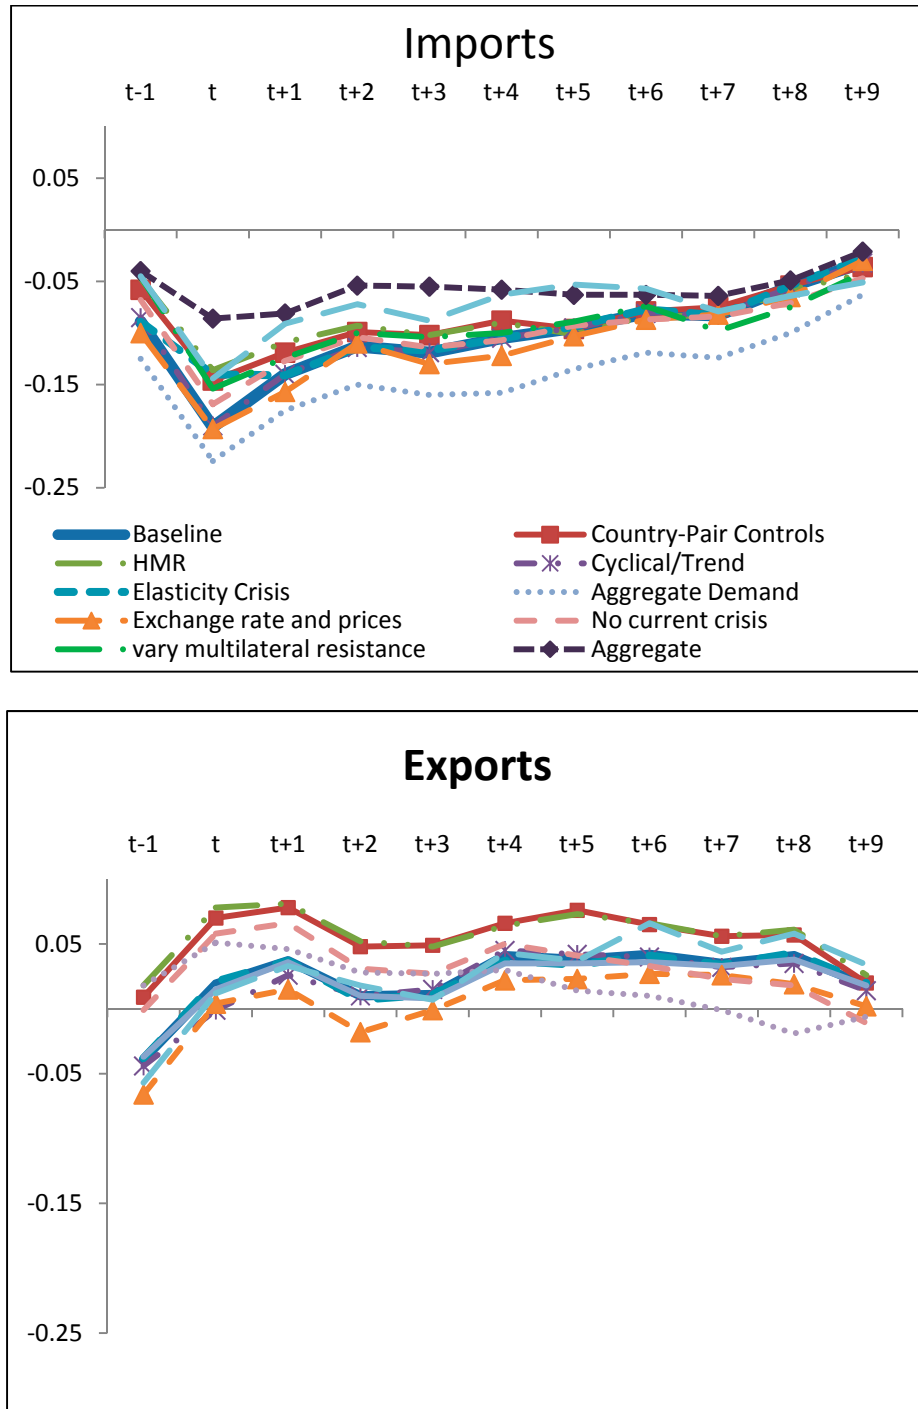 Imports
t-1 t t+1 t+2 t+3 t+4 t+5 t+6 t+7 t+8 t+9
0.05
-0.05
-0.15
-0.25
Baseline Country-Pair Controls
HMR Cyclical/Trend
Elasticity Crisis Aggregate Demand
Exchange rate and prices No current crisis
vary multilateral resistance Aggregate
Exports
t-1 t t+1 t+2 t+3 t+4 t+5 t+6 t+7 t+8 t+9
0.05
-0.05
-0.15
-0.25